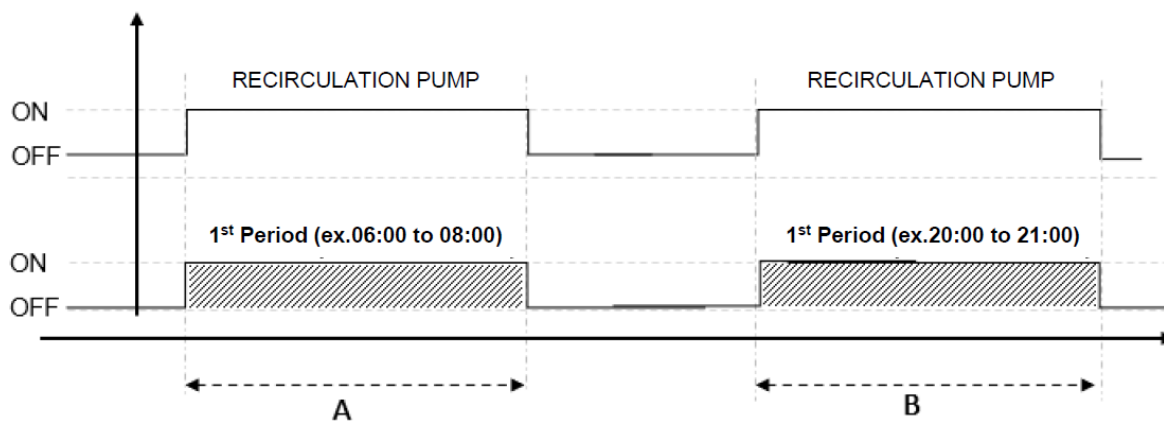 RECIRCULATION PUMP RECIRCULATION PUMP
ON
OFF
1st Period (ex.06:00 to 08:00) 1st Period (ex.20:00 to 21:00)
ON
OFF
A B